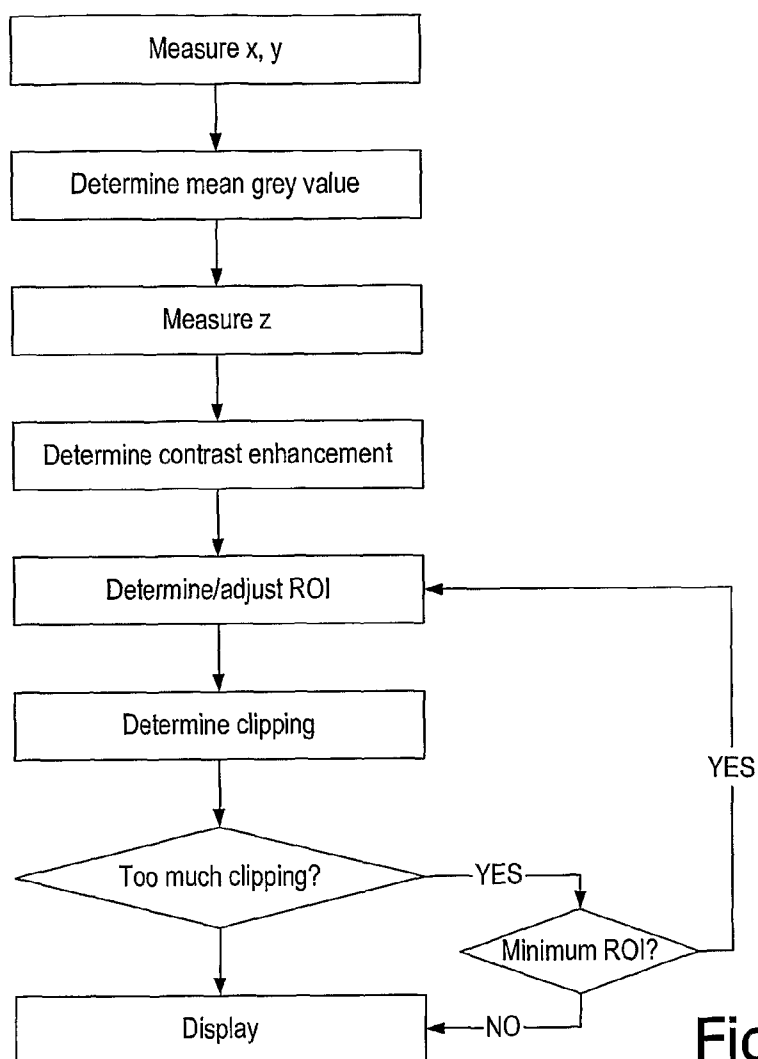 Measure x, y
Determine mean grey value
Measure z
Determine contrast enhancement
Determine/adjust ROI
Determine clipping
YES
Too much clipping?
YES
Minimum ROI?
Display
NO